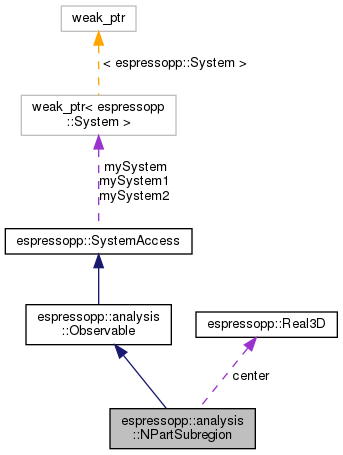 weak_ptr
< espressopp::System >
weak_ptr< espressopp
::System >
mySystem
mySystem1
mySystem2
espressopp::SystemAccess
espressopp::analysis
::Observable
espressopp::Real3D
center
espressopp::analysis
::NPartSubregion